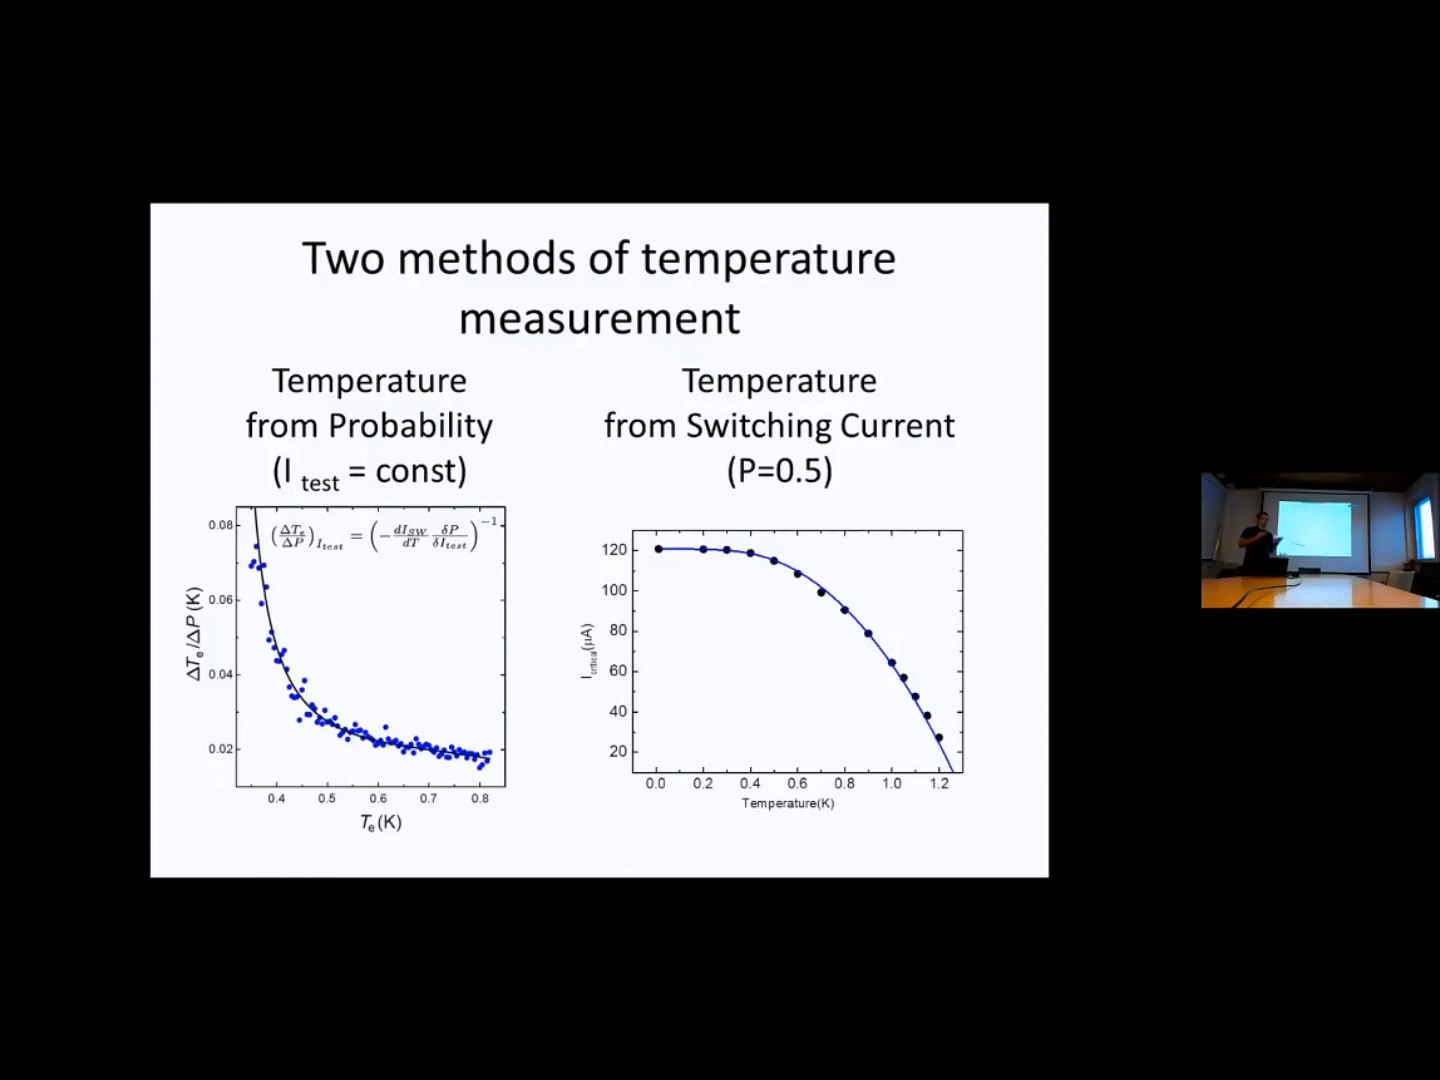 Two methods of temperature
measurement
Temperature
from Probability
(I test = const)
Temperature
from Switching Current
(P=0.5)
(ΔTe/ΔP)Itest = (−dISW/dT δP/δItest)−1
ΔTe/ΔP (K)
0.08
0.06
0.04
0.02
0.4 0.5 0.6 0.7 0.8
Te (K)
Icritical(μA)
120
100
80
60
40
20
0.0 0.2 0.4 0.6 0.8 1.0 1.2
Temperature(K)